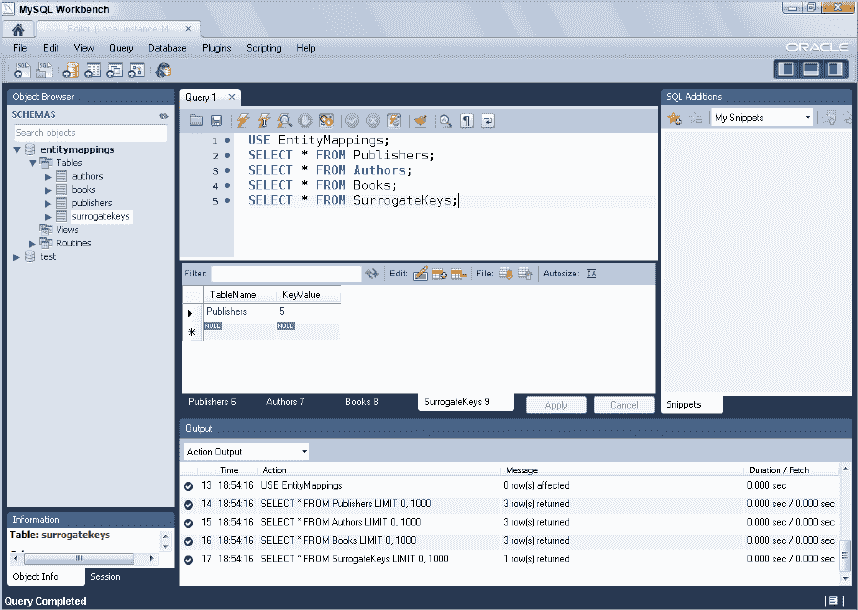 MySQL Workbench
File Edit View Query Database Plugins Scripting Help
ORACLE
Object Browser
SCHEMAS
Search objects
entitymappings
Tables
authors
books
publishers
surrogatekeys
Views
Routines
test
Query 1
1 USE EntityMappings;
2 SELECT * FROM Publishers;
3 SELECT * FROM Authors;
4 SELECT * FROM Books;
5 SELECT * FROM SurrogateKeys;
Filter: Edit: File: Autosize:
TableName KeyValue
Publishers 5
NULL NULL
Publishers 6 Authors 7 Books 8 SurrogateKeys 9 Apply Cancel
SQL Additions
My Snippets
Snippets
Output
Action Output
Time Action Message Duration / Fetch
13 18:54:16 USE EntityMappings 0 row(s) affected 0.000 sec
14 18:54:16 SELECT * FROM Publishers LIMIT 0, 1000 3 row(s) returned 0.000 sec / 0.000 sec
15 18:54:16 SELECT * FROM Authors LIMIT 0, 1000 3 row(s) returned 0.000 sec / 0.000 sec
16 18:54:16 SELECT * FROM Books LIMIT 0, 1000 3 row(s) returned 0.000 sec / 0.000 sec
17 18:54:16 SELECT * FROM SurrogateKeys LIMIT 0, 1000 1 row(s) returned 0.000 sec / 0.000 sec
Information
Table: surrogatekeys
Object Info Session
Query Completed